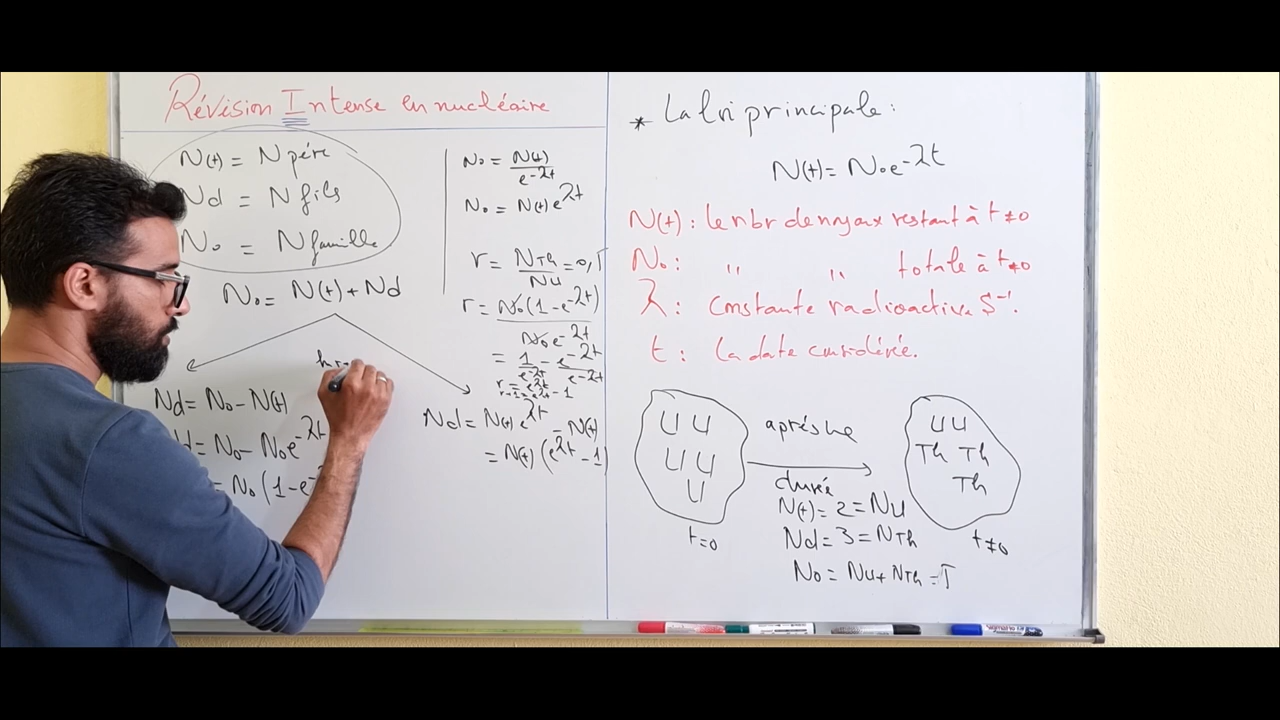 Révision Intense en nucléaire
N(t) = N père
Nd = N fils
N₀ = N famille
N₀ = N(t) + Nd
Nd = N₀ - N(t)
d = N₀ - N₀e^-λt
= N₀(1-e^-
N₀ = N(t)/e^-λt
N₀ = N(t) e^λt
r = NTh/NU = 0,
r = N₀(1-e^-λt)/N₀e^-λt
= 1/e^-λt - e^-λt/e^-λt
Nd = N(t) e^λt - N(t)
= N(t)(e^λt - 1
* La loi principale :
N(t) = N₀e^-λt
N(t) : le nbr de noyaux restant à t≠0
N₀ : " " totale à t≠0
λ : constante radioactive S⁻¹.
t : la date considérée.
U U
U U
U
t=0
après une
durée
U U
Th Th
Th
t≠0
N(t) = 2 = NU
Nd = 3 = NTh
N₀ = NU + NTh =